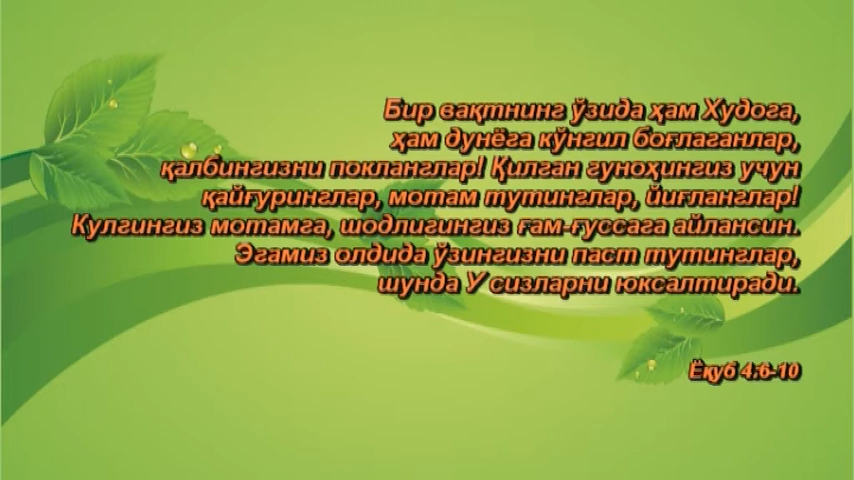 Бир вақтнинг ўзида ҳам Худога,
ҳам дунёга кўнгил боғлаганлар,
қалбингизни покланглар! Қилган гуноҳингиз учун
қайғуринглар, мотам тутинглар, йиғланглар!
Кулгингиз мотамга, шодлигингиз ғам-ғуссага айлансин.
Эгамиз олдида ўзингизни паст тутинглар,
шунда У сизларни юксалтиради.
Ёқуб 4:6-10